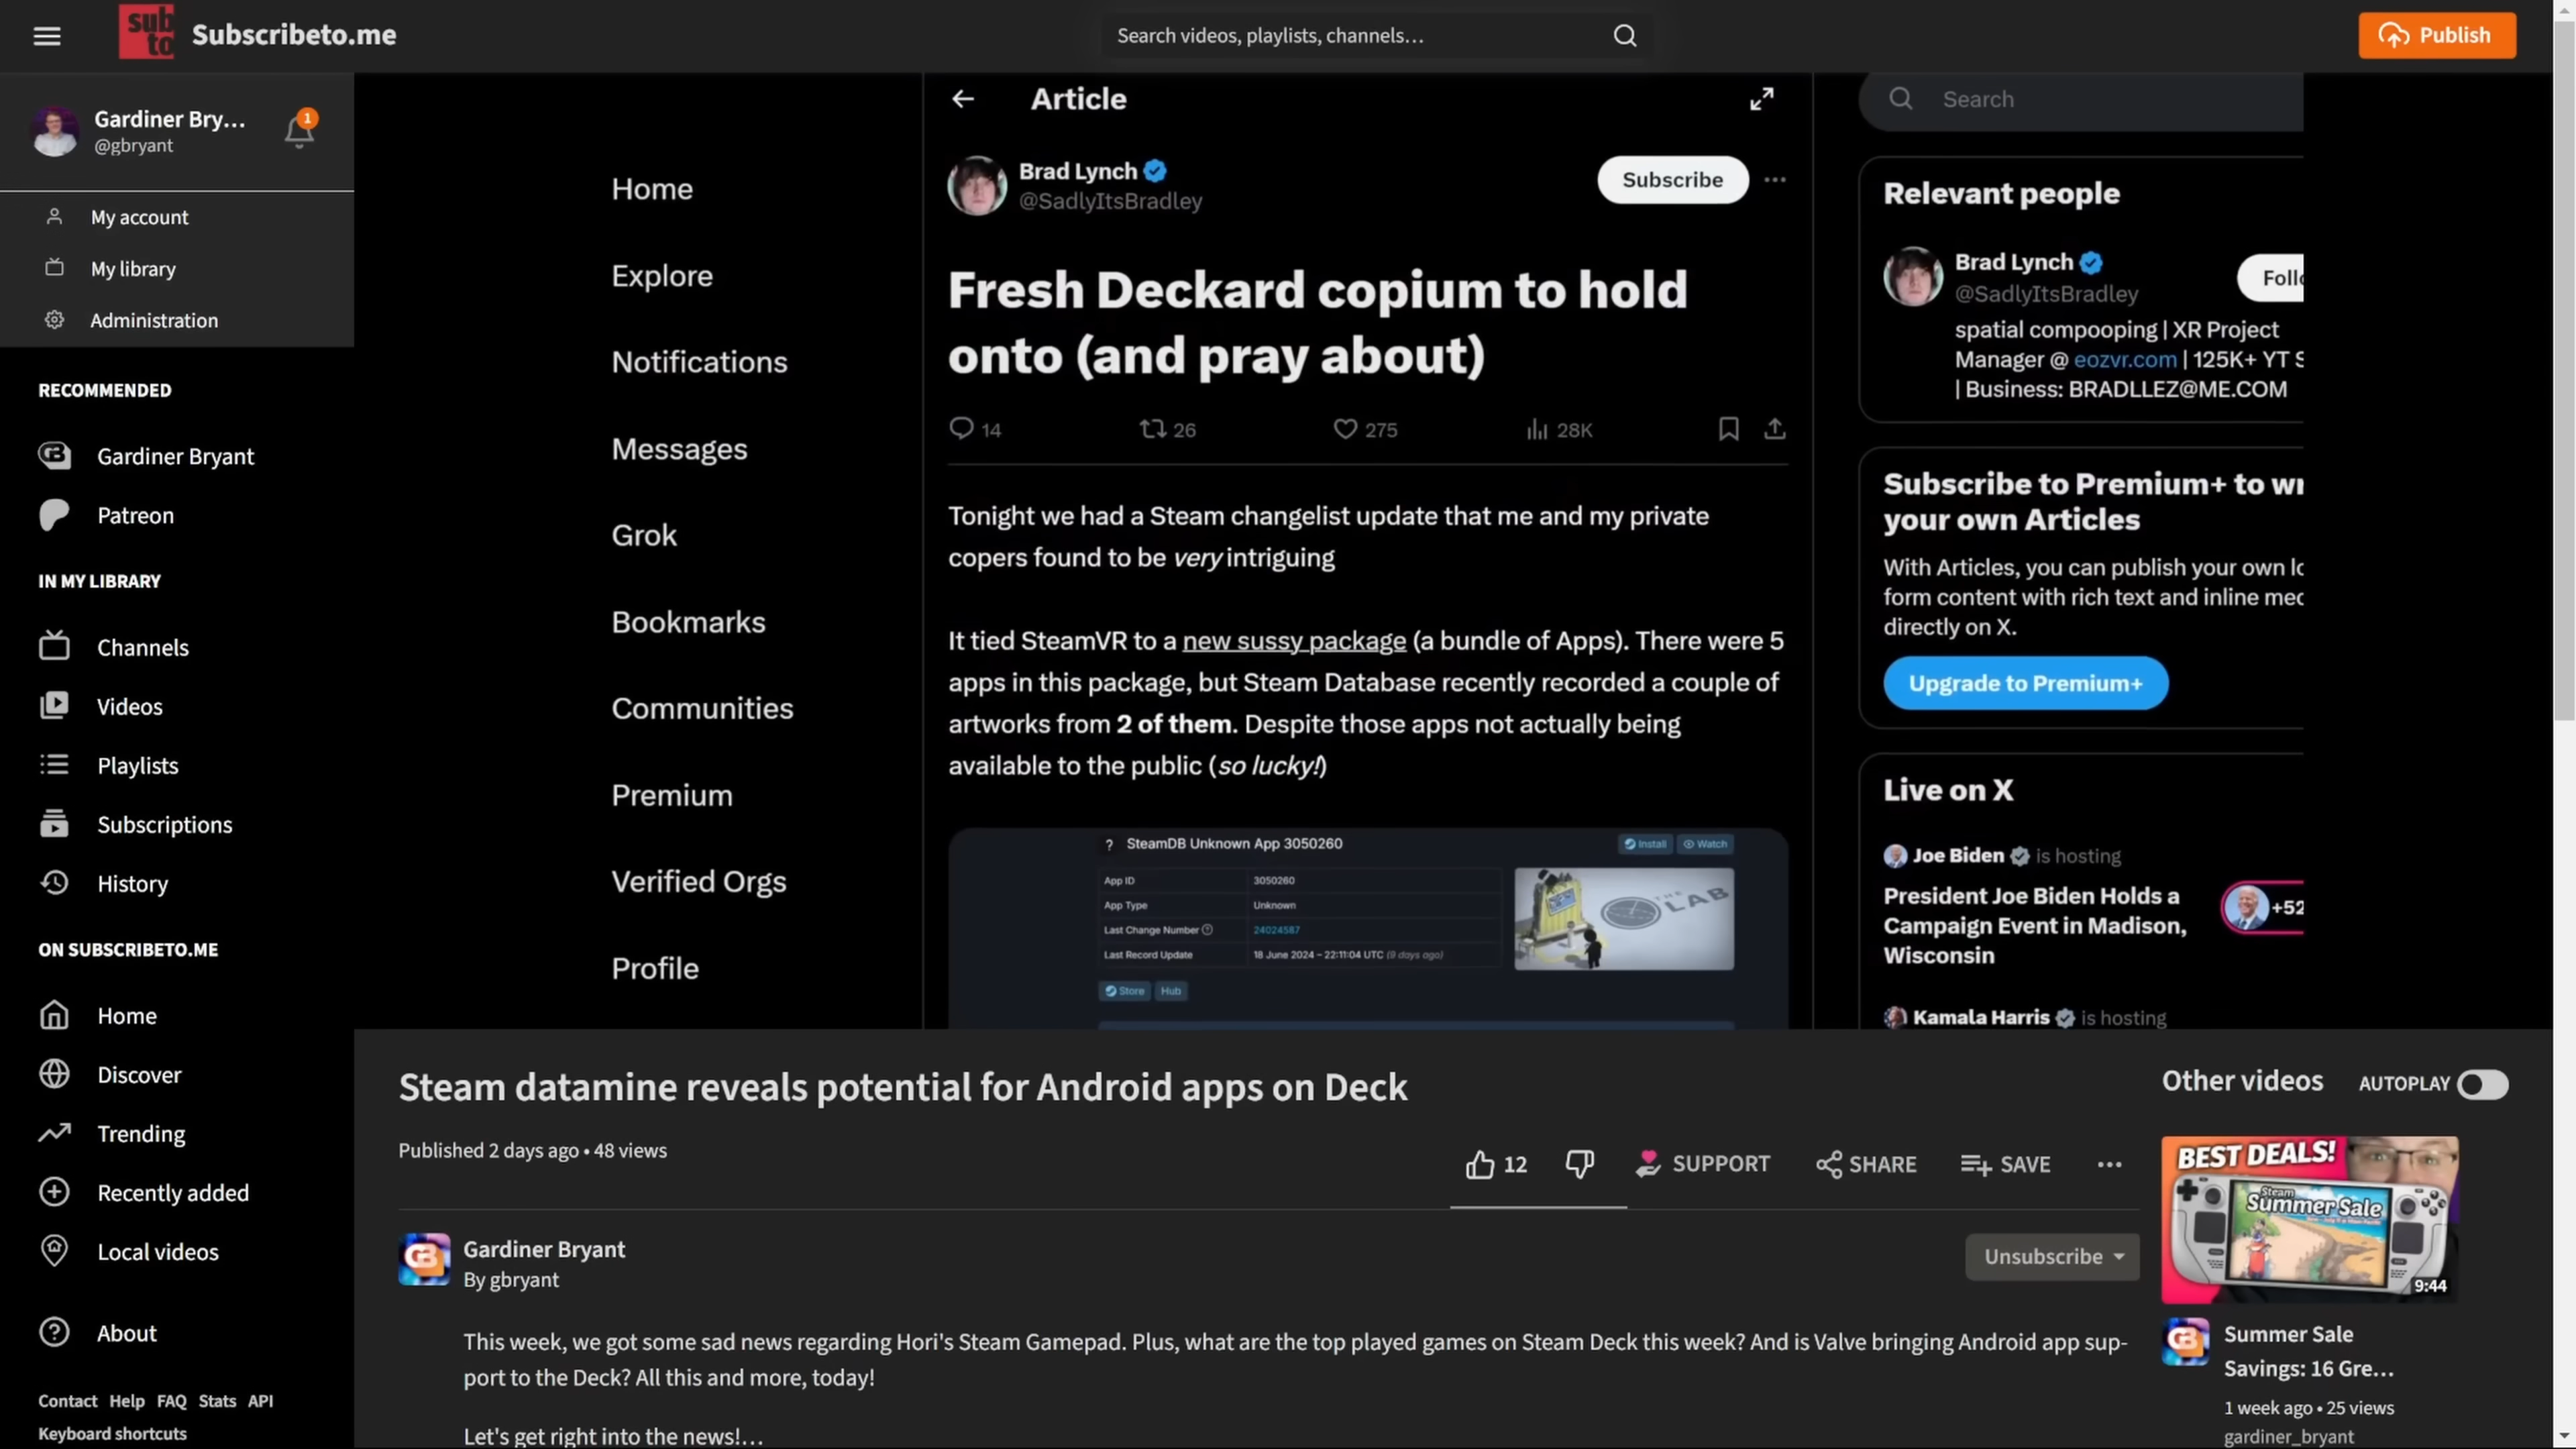 sub
to
Subscribeto.me
Search videos, playlists, channels…
Publish
Gardiner Bry…
@gbryant
1
My account
My library
Administration
RECOMMENDED
Gardiner Bryant
Patreon
IN MY LIBRARY
Channels
Videos
Playlists
Subscriptions
History
ON SUBSCRIBETO.ME
Home
Discover
Trending
Recently added
Local videos
About
Contact Help FAQ Stats API
Keyboard shortcuts
Home
Explore
Notifications
Messages
Grok
Bookmarks
Communities
Premium
Verified Orgs
Profile
Article
Brad Lynch
@SadlyItsBradley
Subscribe
Fresh Deckard copium to hold
onto (and pray about)
14 26 275 28K
Tonight we had a Steam changelist update that me and my private
copers found to be very intriguing
It tied SteamVR to a new sussy package (a bundle of Apps). There were 5
apps in this package, but Steam Database recently recorded a couple of
artworks from 2 of them. Despite those apps not actually being
available to the public (so lucky!)
? SteamDB Unknown App 3050260
Install Watch
App ID 3050260
App Type Unknown
Last Change Number 24024587
Last Record Update 18 June 2024 – 22:11:04 UTC (9 days ago)
THE LAB
Store Hub
Search
Relevant people
Brad Lynch
@SadlyItsBradley
Follo
spatial compooping | XR Project
Manager @ eozvr.com | 125K+ YT S
| Business: BRADLLEZ@ME.COM
Subscribe to Premium+ to wr
your own Articles
With Articles, you can publish your own lo
form content with rich text and inline med
directly on X.
Upgrade to Premium+
Live on X
Joe Biden is hosting
President Joe Biden Holds a
Campaign Event in Madison,
Wisconsin
+52
Kamala Harris is hosting
Steam datamine reveals potential for Android apps on Deck
Published 2 days ago • 48 views
12 SUPPORT SHARE SAVE
Gardiner Bryant
By gbryant
Unsubscribe
This week, we got some sad news regarding Hori's Steam Gamepad. Plus, what are the top played games on Steam Deck this week? And is Valve bringing Android app sup-
port to the Deck? All this and more, today!
Let's get right into the news!…
Other videos AUTOPLAY
BEST DEALS!
Steam
Summer Sale
9:44
Summer Sale
Savings: 16 Gre…
1 week ago • 25 views
gardiner_bryant